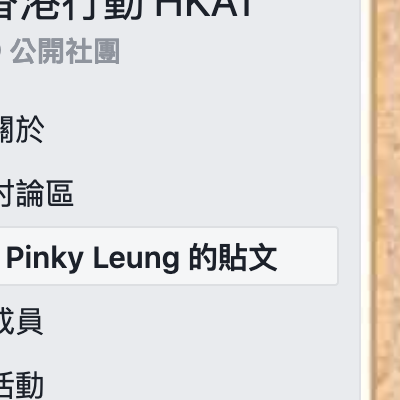 香港行動 HKAT
公開社團
關於
討論區
Pinky Leung 的貼文
成員
活動